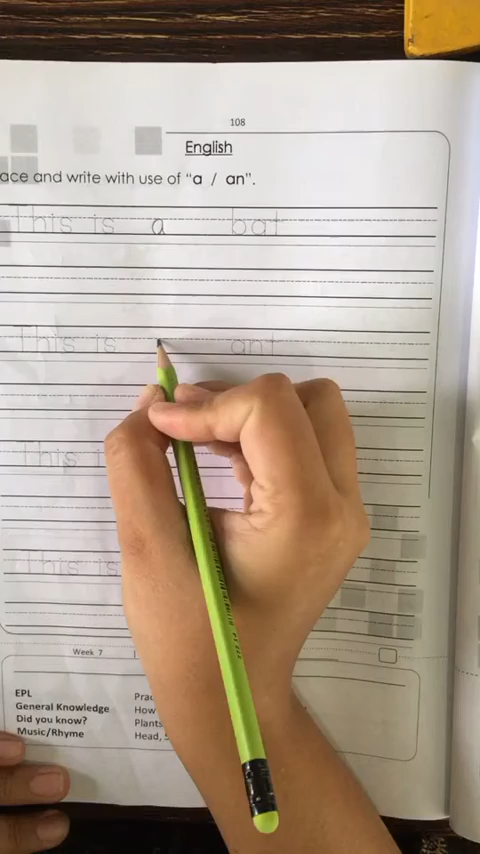 108
English
ace and write with use of “a / an”.
This is a bat
This is ant
This i
This is
Week 7
EPL
General Knowledge How
Did you know? Plants
Music/Rhyme Head,